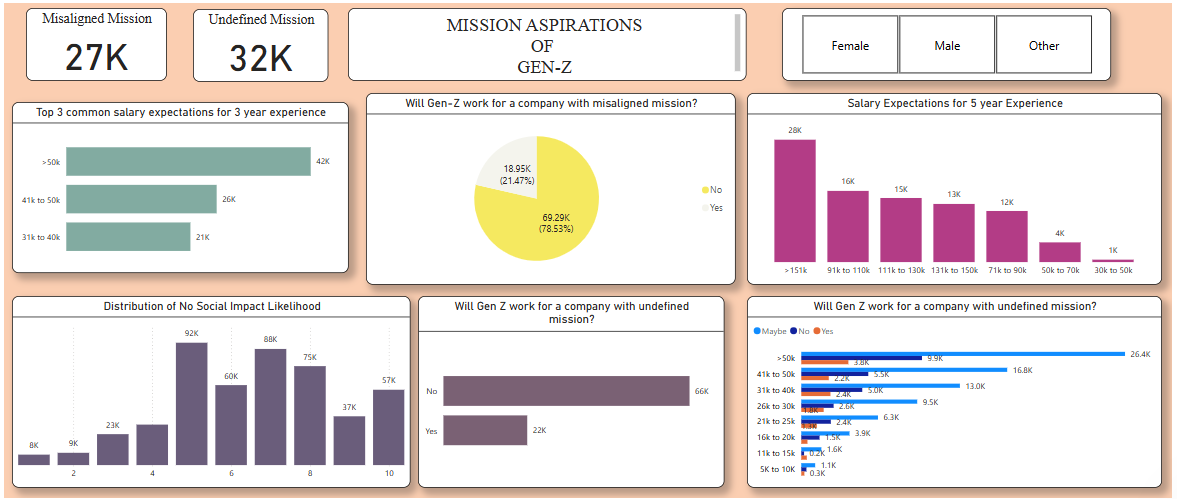 Misaligned Mission
27K
Undefined Mission
32K
MISSION ASPIRATIONS
OF
GEN-Z
Female
Male
Other
Top 3 common salary expectations for 3 year experience
>50k
42K
41k to 50k
26K
31k to 40k
21K
Will Gen-Z work for a company with misaligned mission?
18.95K
(21.47%)
69.29K
(78.53%)
No
Yes
Salary Expectations for 5 year Experience
28K
16K
15K
13K
12K
4K
1K
>151k
91k to 110k
111k to 130k
131k to 150k
71k to 90k
50k to 70k
30k to 50k
Distribution of No Social Impact Likelihood
8K
9K
23K
92K
60K
88K
75K
37K
57K
2
4
6
8
10
Will Gen Z work for a company with undefined
mission?
No
66K
Yes
22K
Will Gen Z work for a company with undefined mission?
Maybe No Yes
>50k
26.4K
9.9K
3.8K
41k to 50k
16.8K
5.5K
2.2K
31k to 40k
13.0K
5.0K
2.4K
26k to 30k
9.5K
2.6K
1.8K
21k to 25k
6.3K
2.4K
1.3K
16k to 20k
3.9K
1.5K
11k to 15k
1.6K
0.2K
5K to 10K
1.1K
0.3K